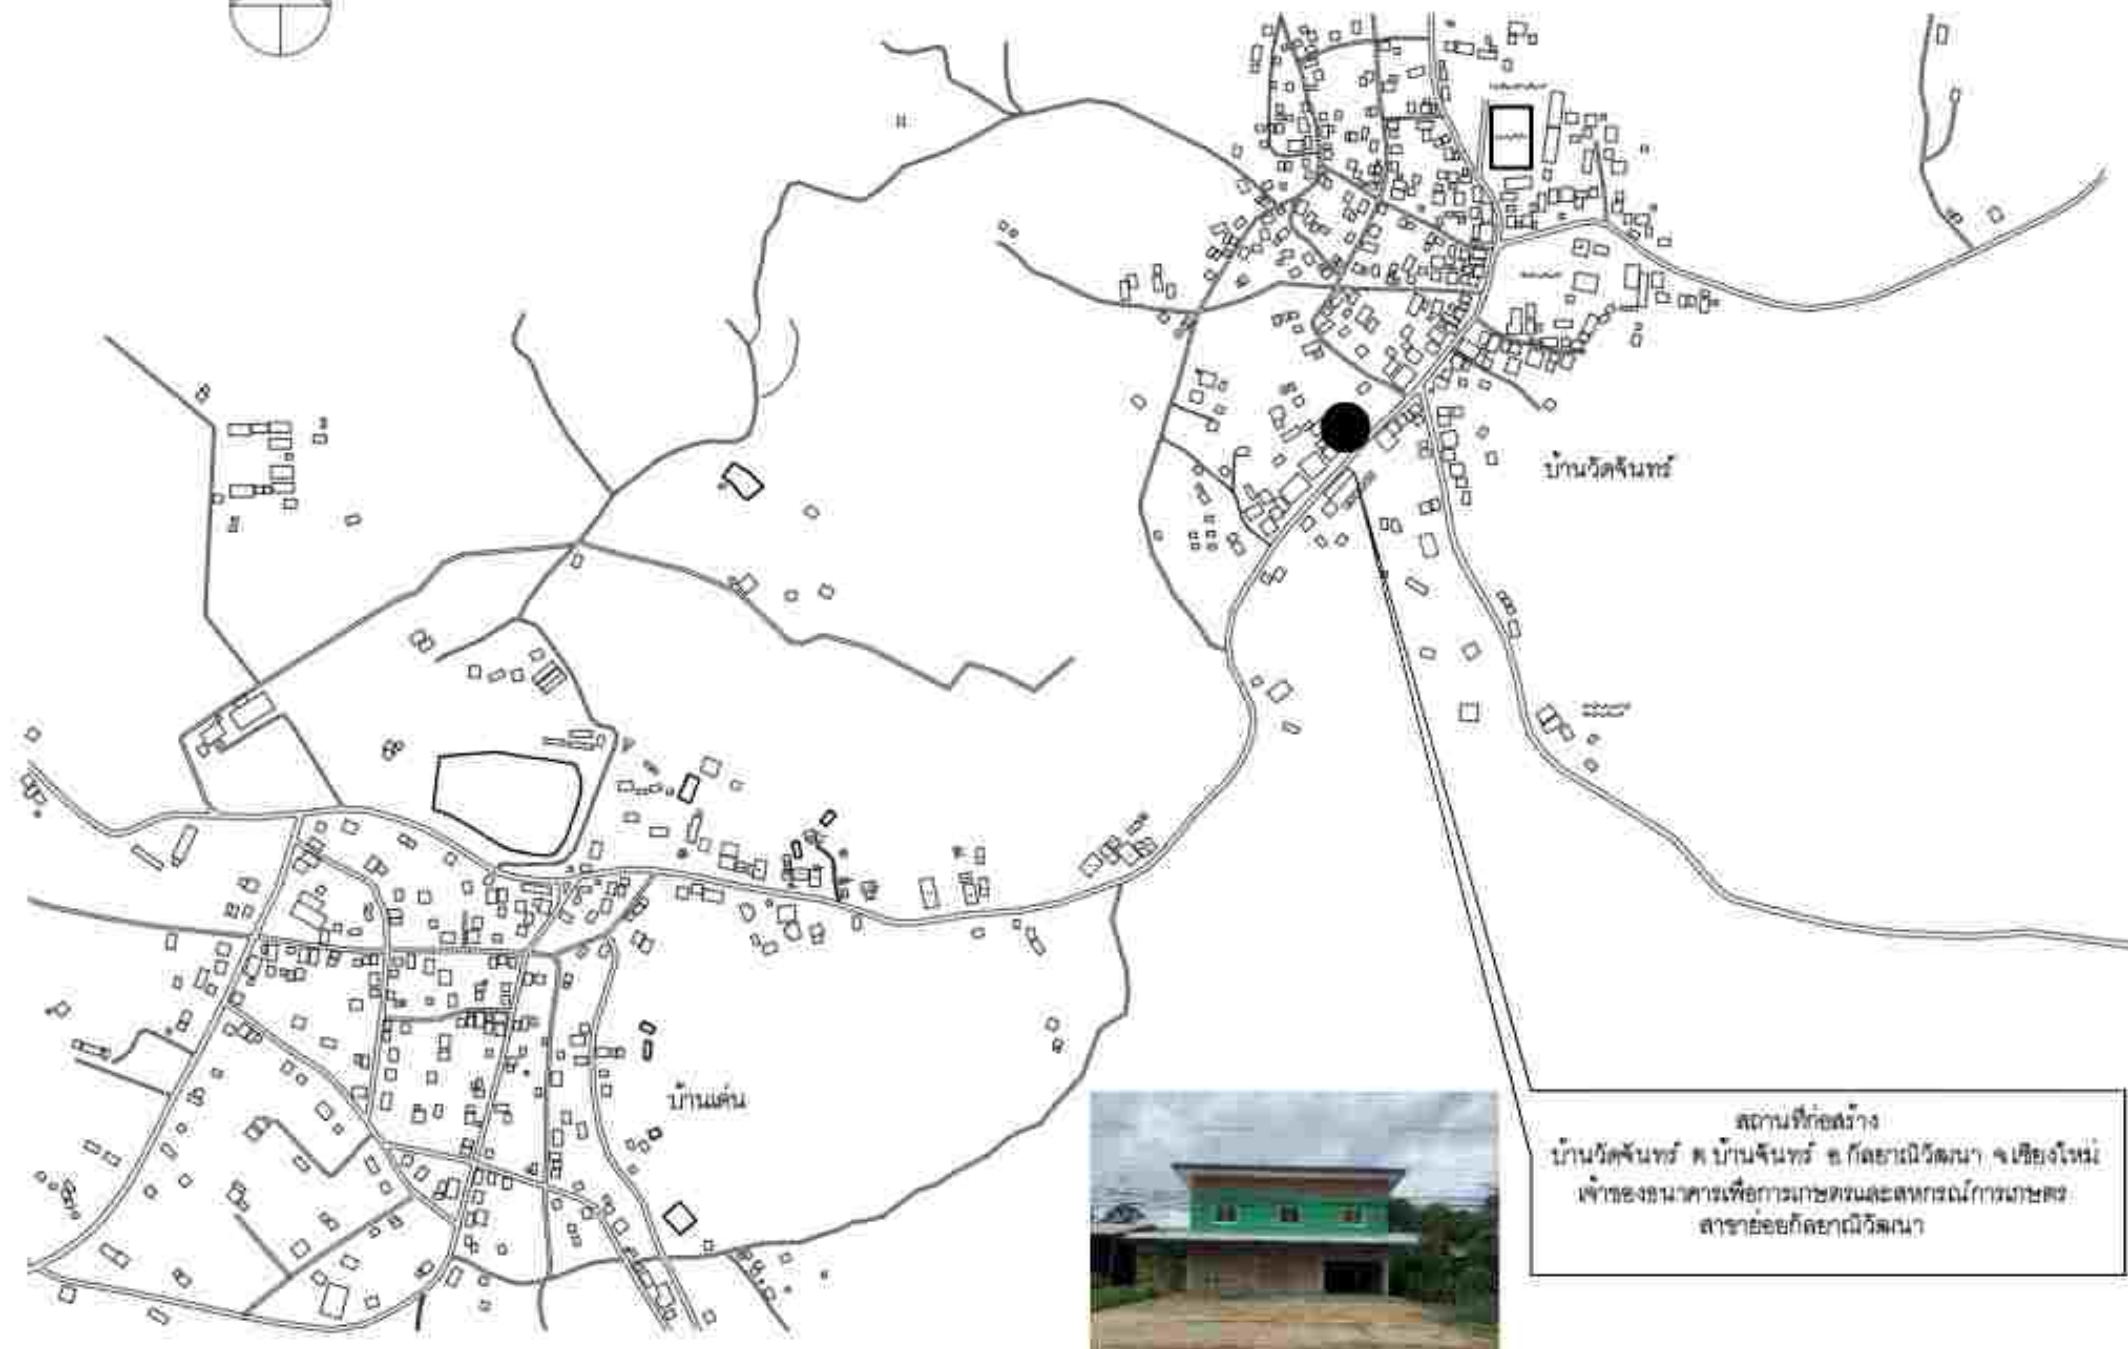 บ้านวัดจันทร์
บ้านเด่น
สถานที่ก่อสร้าง
บ้านวัดจันทร์ ต.บ้านจันทร์ อ.กัลยาณิวัฒนา จ.เชียงใหม่
เจ้าของธนาคารเพื่อการเกษตรและสหกรณ์การเกษตร
สาขาย่อยกัลยาณิวัฒนา